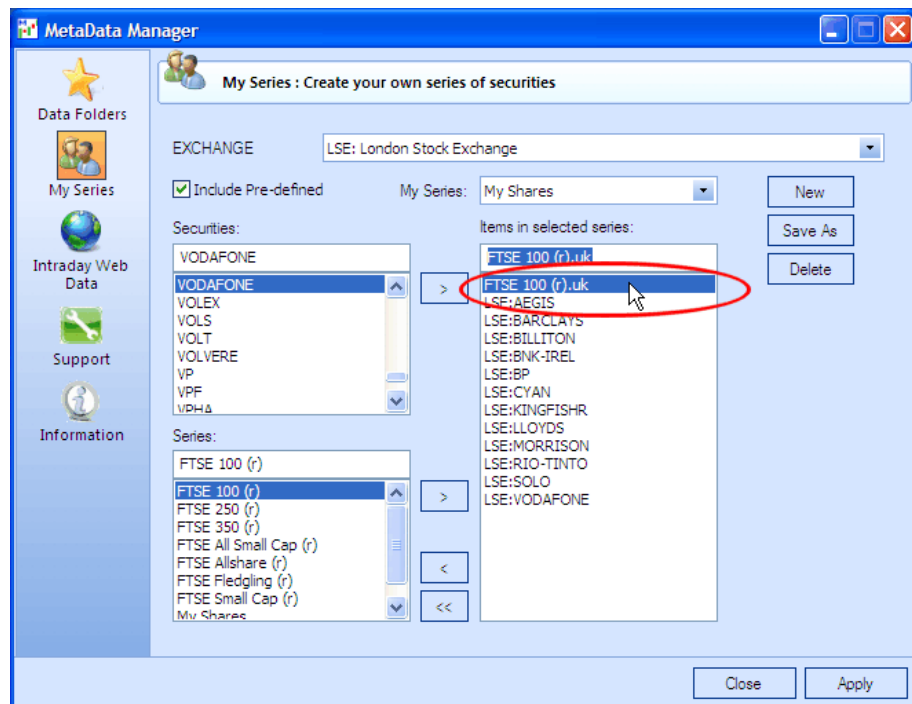 MetaData Manager
My Series : Create your own series of securities
Data Folders
My Series
Intraday Web
Data
Support
Information
EXCHANGE
LSE: London Stock Exchange
Include Pre-defined
My Series:
My Shares
New
Save As
Delete
Securities:
VODAFONE
VODAFONE
VOLEX
VOLS
VOLT
VOLVERE
VP
VPF
VPHA
>
Series:
FTSE 100 (r)
FTSE 100 (r)
FTSE 250 (r)
FTSE 350 (r)
FTSE All Small Cap (r)
FTSE Allshare (r)
FTSE Fledgling (r)
FTSE Small Cap (r)
My Shares
>
<
<<
Items in selected series:
FTSE 100 (r).uk
FTSE 100 (r).uk
LSE:AEGIS
LSE:BARCLAYS
LSE:BILLITON
LSE:BNK-IREL
LSE:BP
LSE:CYAN
LSE:KINGFISHR
LSE:LLOYDS
LSE:MORRISON
LSE:RIO-TINTO
LSE:SOLO
LSE:VODAFONE
Close
Apply